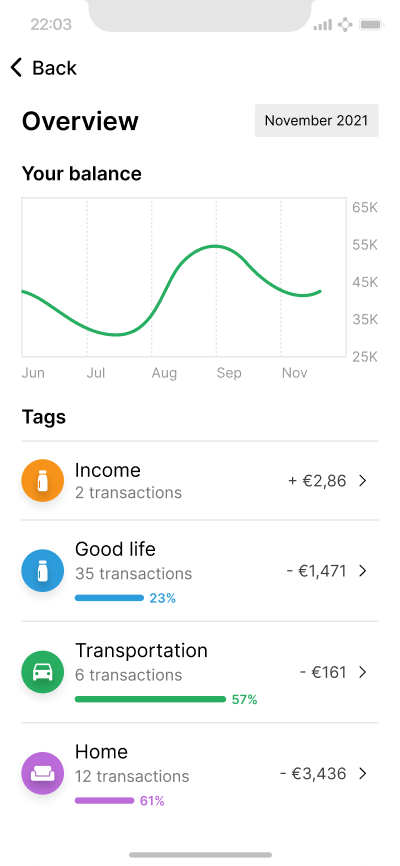 22:03
Back
Overview
November 2021
Your balance
65K
55K
45K
35K
25K
Jun Jul Aug Sep Nov
Tags
Income
+ €2,86
2 transactions
Good life
- €1,471
35 transactions
23%
Transportation
- €161
6 transactions
57%
Home
- €3,436
12 transactions
61%